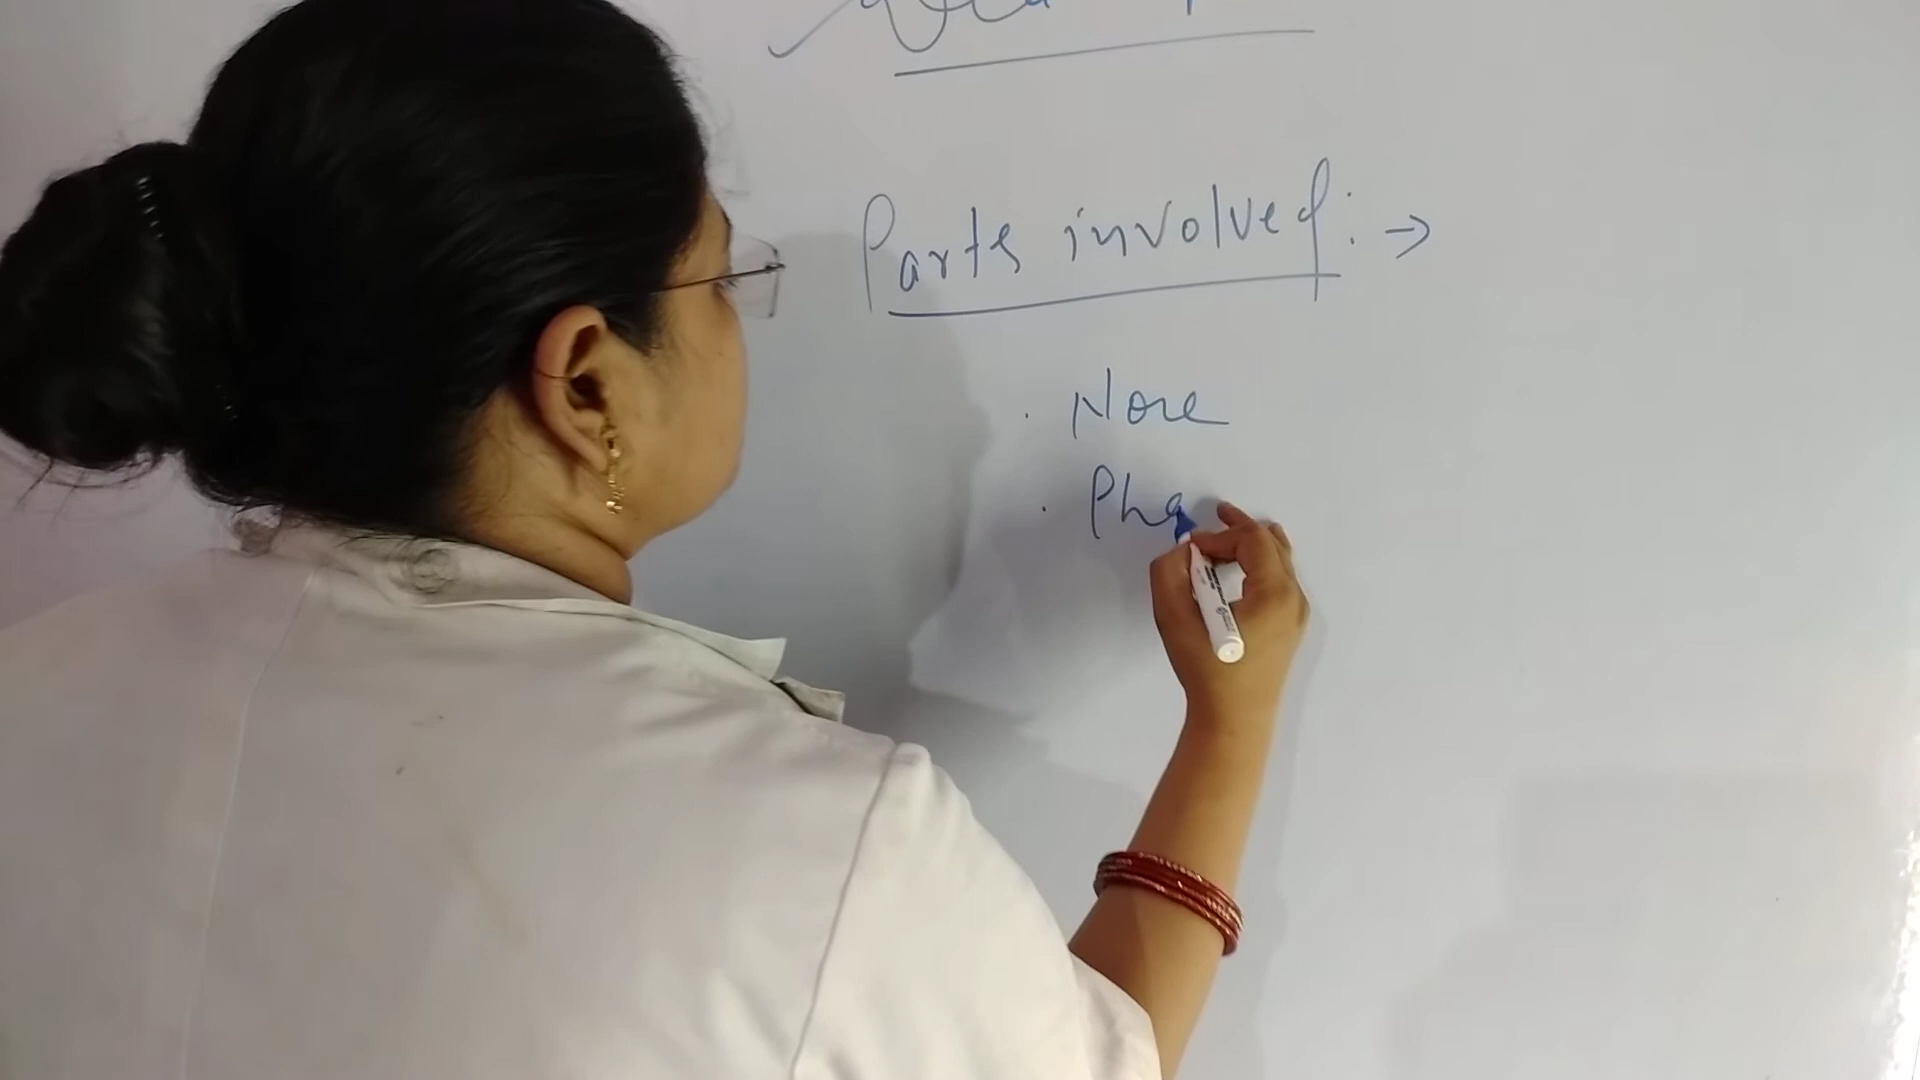 Parts involved: →
· Nose
· Pha